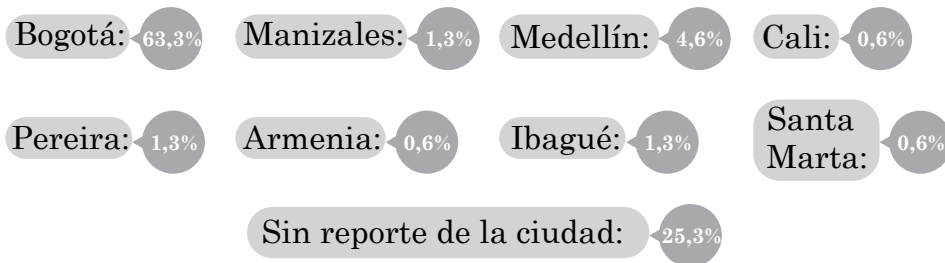 Bogotá: 63,3% Manizales: 1,3% Medellín: 4,6% Cali: 0,6%
Pereira: 1,3% Armenia: 0,6% Ibagué: 1,3% Santa
Marta: 0,6%
Sin reporte de la ciudad: 25,3%